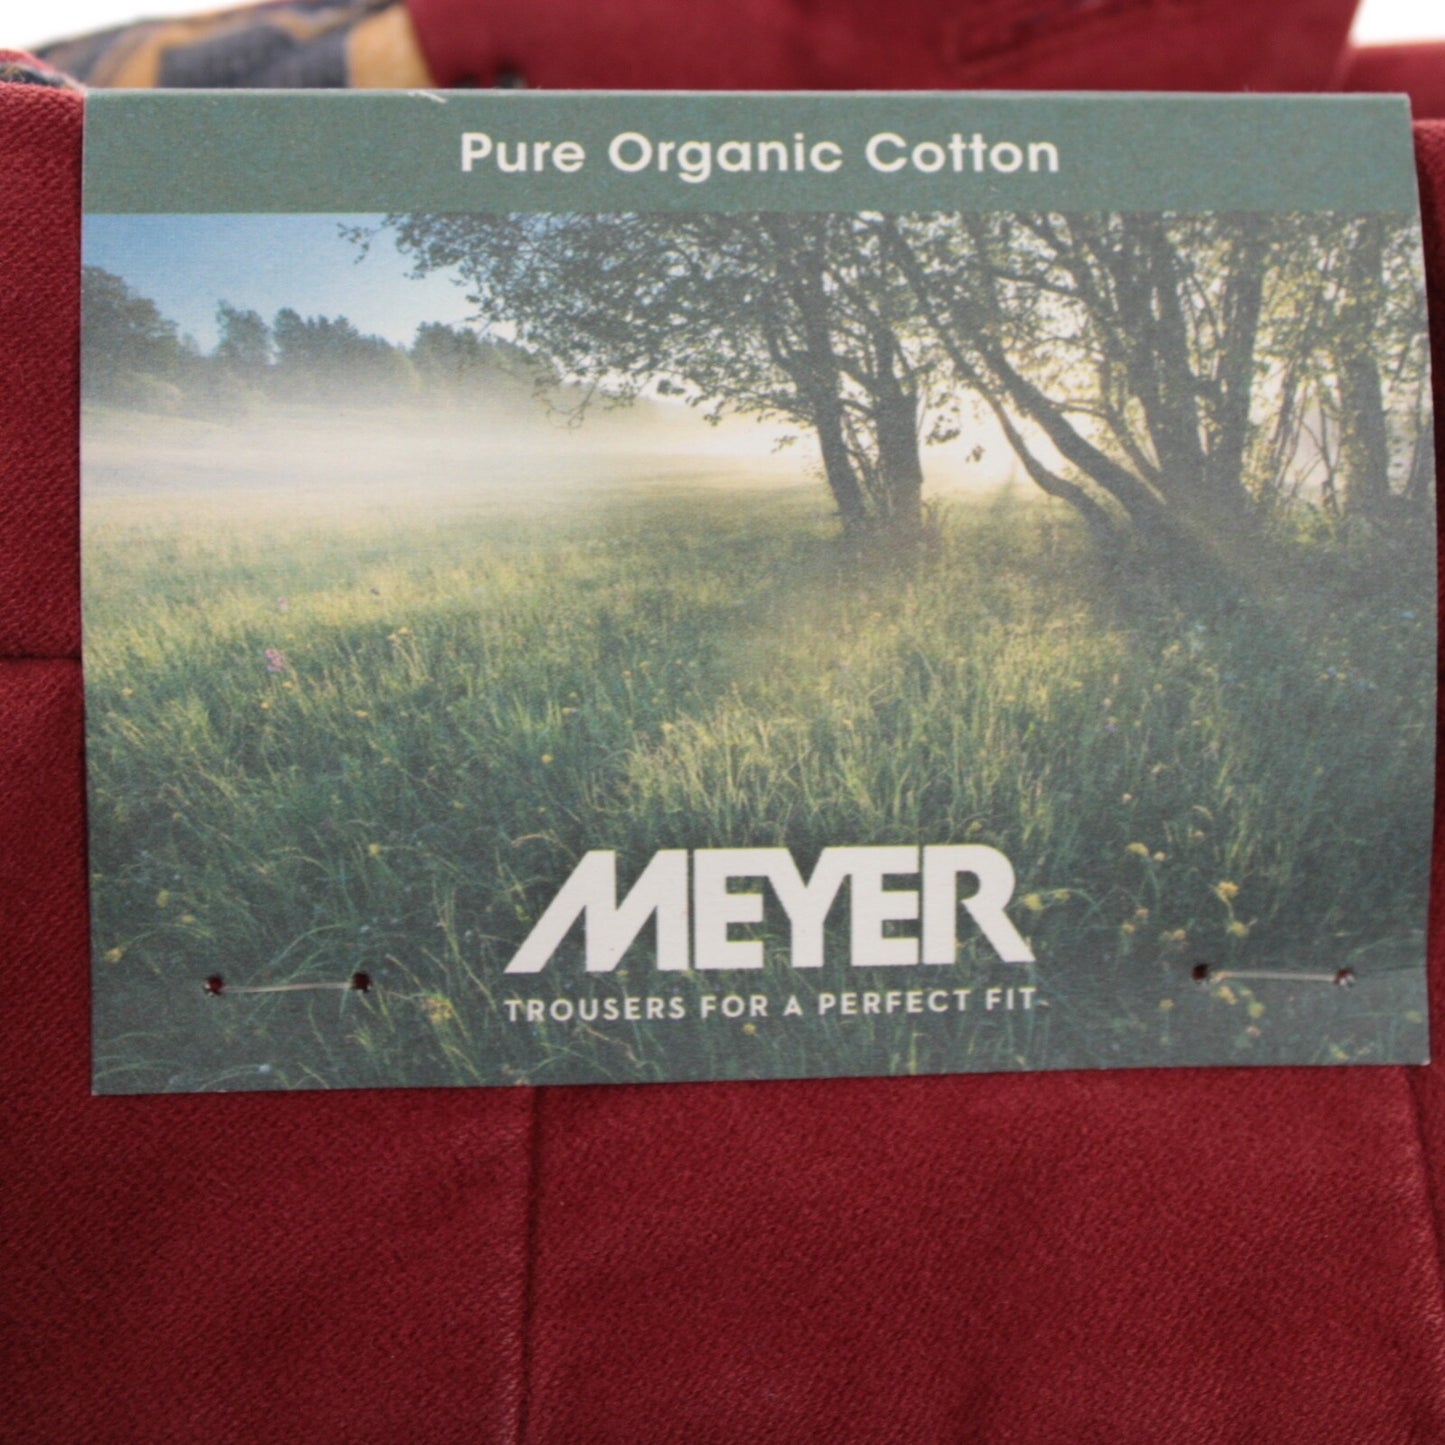 Pure Organic Cotton
MEYER
TROUSERS FOR A PERFECT FIT